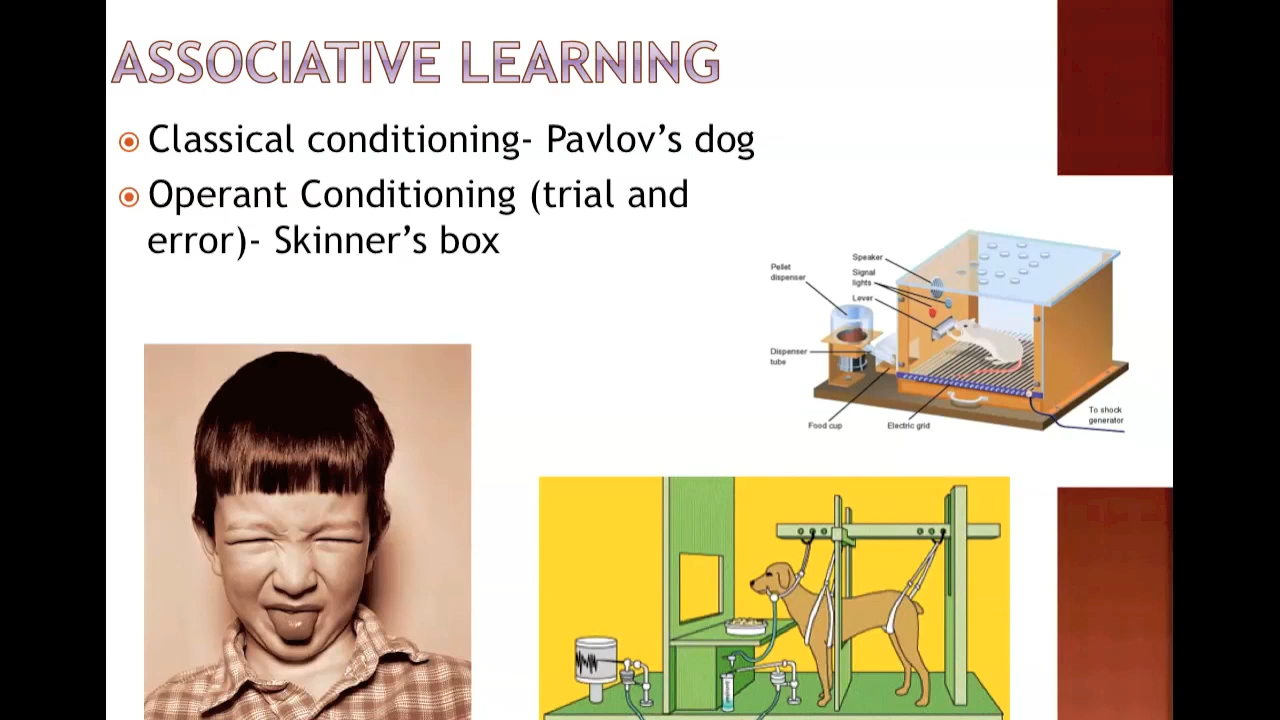 ASSOCIATIVE LEARNING
Classical conditioning- Pavlov's dog
Operant Conditioning (trial and
error)- Skinner's box
Speaker
Pellet
dispenser
Signal
lights
Lever
Dispenser
tube
Food cup
Electric grid
To shock
generator